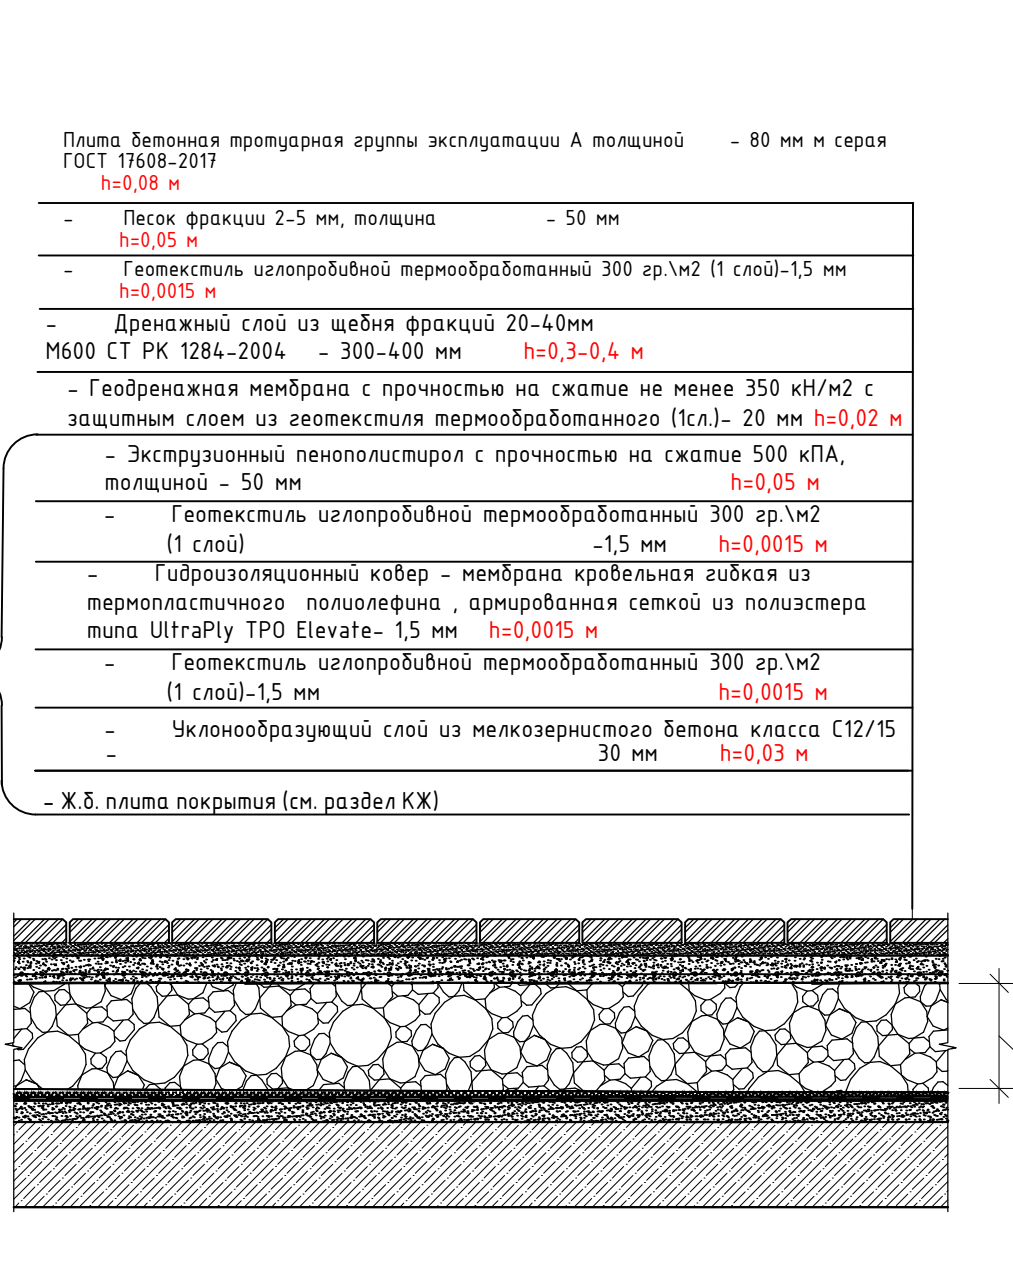 Плита бетонная тротуарная группы эксплуатации А толщиной - 80 мм м серая
ГОСТ 17608-2017
h=0,08 м
- Песок фракции 2-5 мм, толщина - 50 мм
h=0,05 м
- Геотекстиль иглопробивной термообработанный 300 гр.\м2 (1 слой)-1,5 мм
h=0,0015 м
- Дренажный слой из щебня фракций 20-40мм
М600 СТ РК 1284-2004 - 300-400 мм h=0,3-0,4 м
- Геодренажная мембрана с прочностью на сжатие не менее 350 кН/м2 с
защитным слоем из геотекстиля термообработанного (1сл.)- 20 мм h=0,02 м
- Экструзионный пенополистирол с прочностью на сжатие 500 кПА,
толщиной - 50 мм h=0,05 м
- Геотекстиль иглопробивной термообработанный 300 гр.\м2
(1 слой) -1,5 мм h=0,0015 м
- Гидроизоляционный ковер - мембрана кровельная гибкая из
термопластичного полиолефина , армированная сеткой из полиэстера
типа UltraPly TPO Elevate- 1,5 мм h=0,0015 м
- Геотекстиль иглопробивной термообработанный 300 гр.\м2
(1 слой)-1,5 мм h=0,0015 м
- Уклонообразующий слой из мелкозернистого бетона класса С12/15
- 30 мм h=0,03 м
- Ж.б. плита покрытия (см. раздел КЖ)